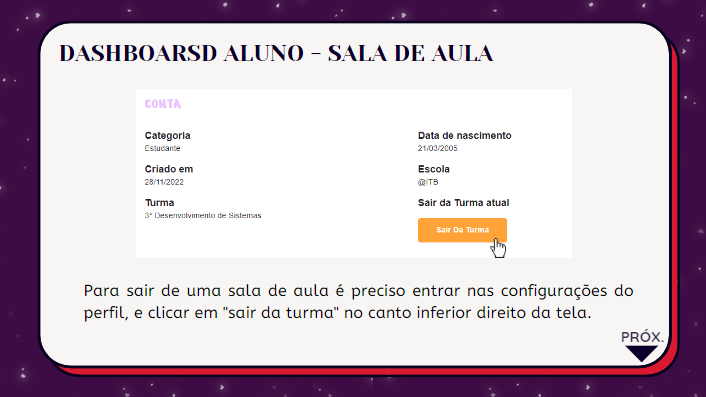 DASHBOARSD ALUNO - SALA DE AULA
CONTA
Categoria
Estudante
Data de nascimento
21/03/2005
Criado em
28/11/2022
Escola
@ITB
Turma
3° Desenvolvimento de Sistemas
Sair da Turma atual
Sair Da Turma
Para sair de uma sala de aula é preciso entrar nas configurações do
perfil, e clicar em "sair da turma" no canto inferior direito da tela.
PRÓX.